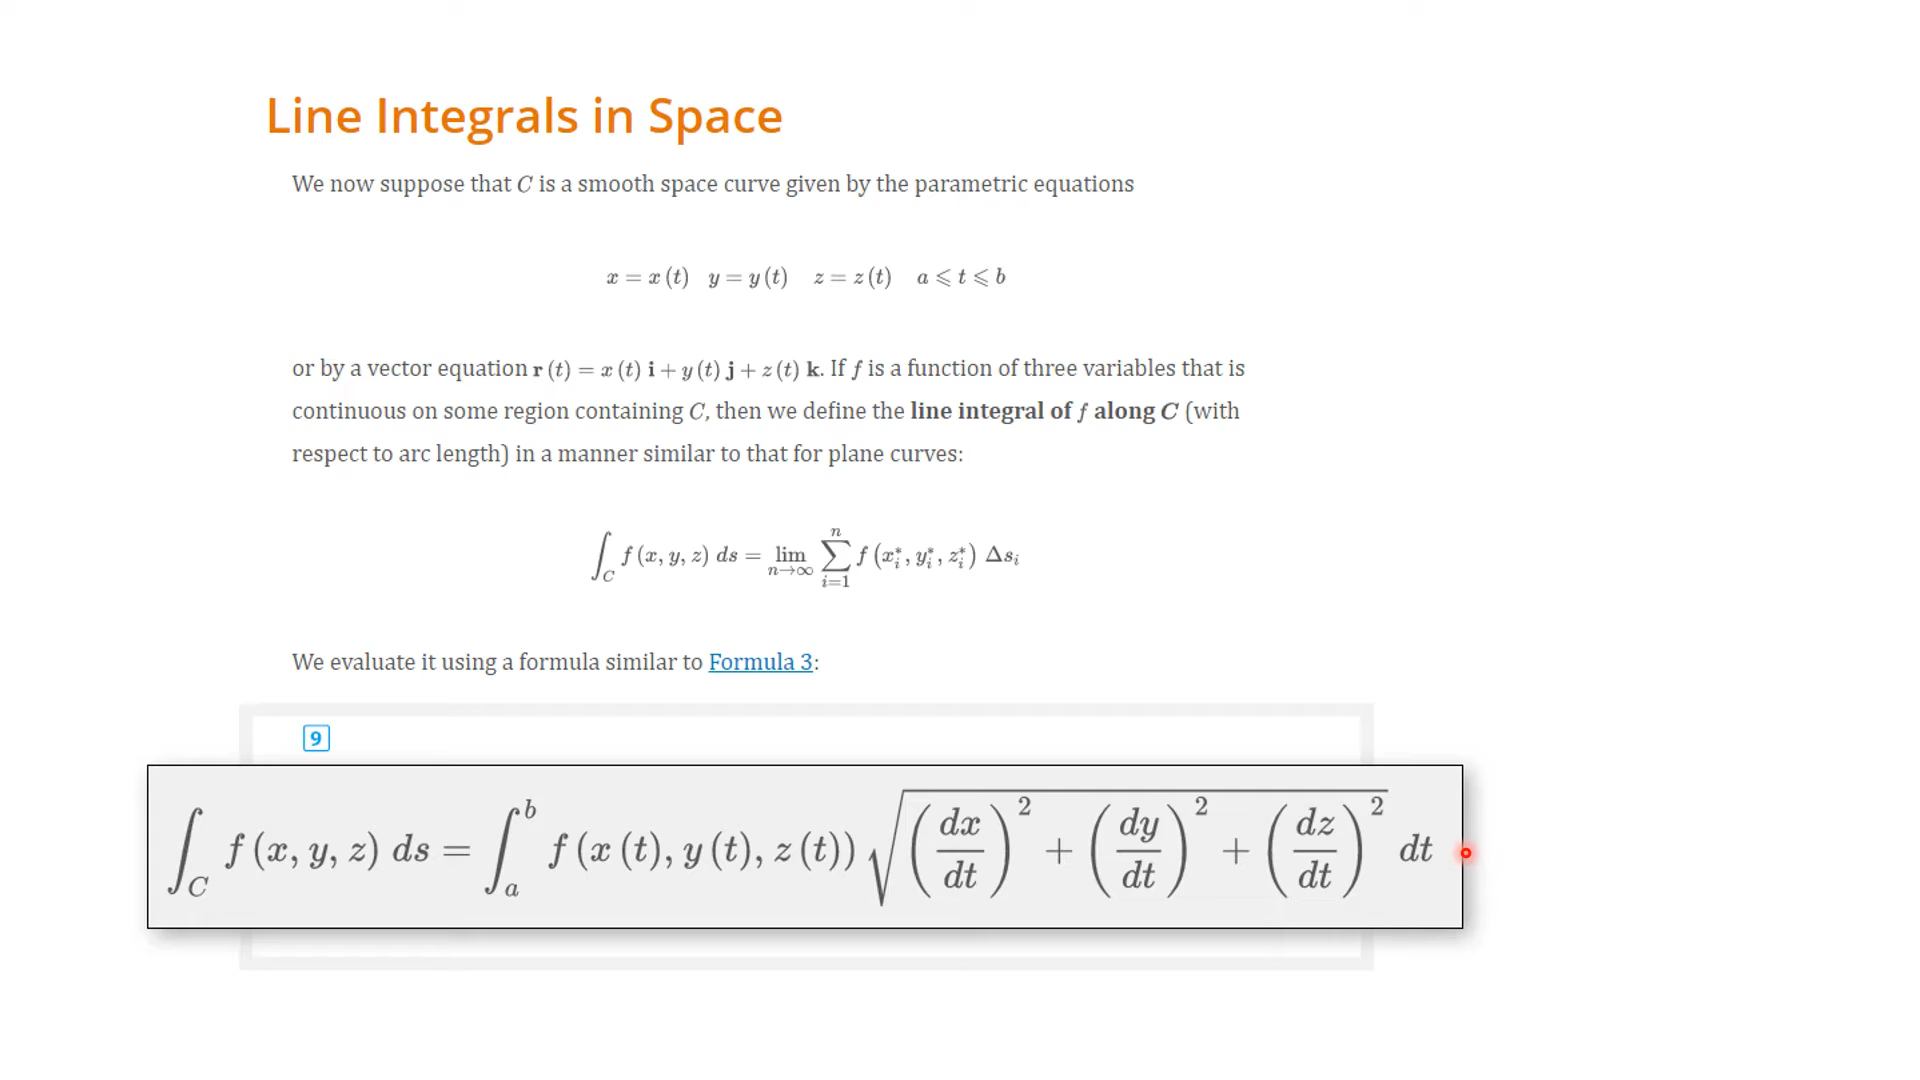 Line Integrals in Space
We now suppose that C is a smooth space curve given by the parametric equations
x = x (t) y = y (t) z = z (t) a ⩽ t ⩽ b
or by a vector equation r (t) = x (t) i + y (t) j + z (t) k. If f is a function of three variables that is
continuous on some region containing C, then we define the line integral of f along C (with
respect to arc length) in a manner similar to that for plane curves:
∫_C f (x, y, z) ds = lim_{n→∞} ∑_{i=1}^{n} f (x_i^*, y_i^*, z_i^*) Δs_i
We evaluate it using a formula similar to Formula 3:
9
∫_C f (x, y, z) ds = ∫_a^b f (x (t), y (t), z (t)) √((dx/dt)^2 + (dy/dt)^2 + (dz/dt)^2) dt